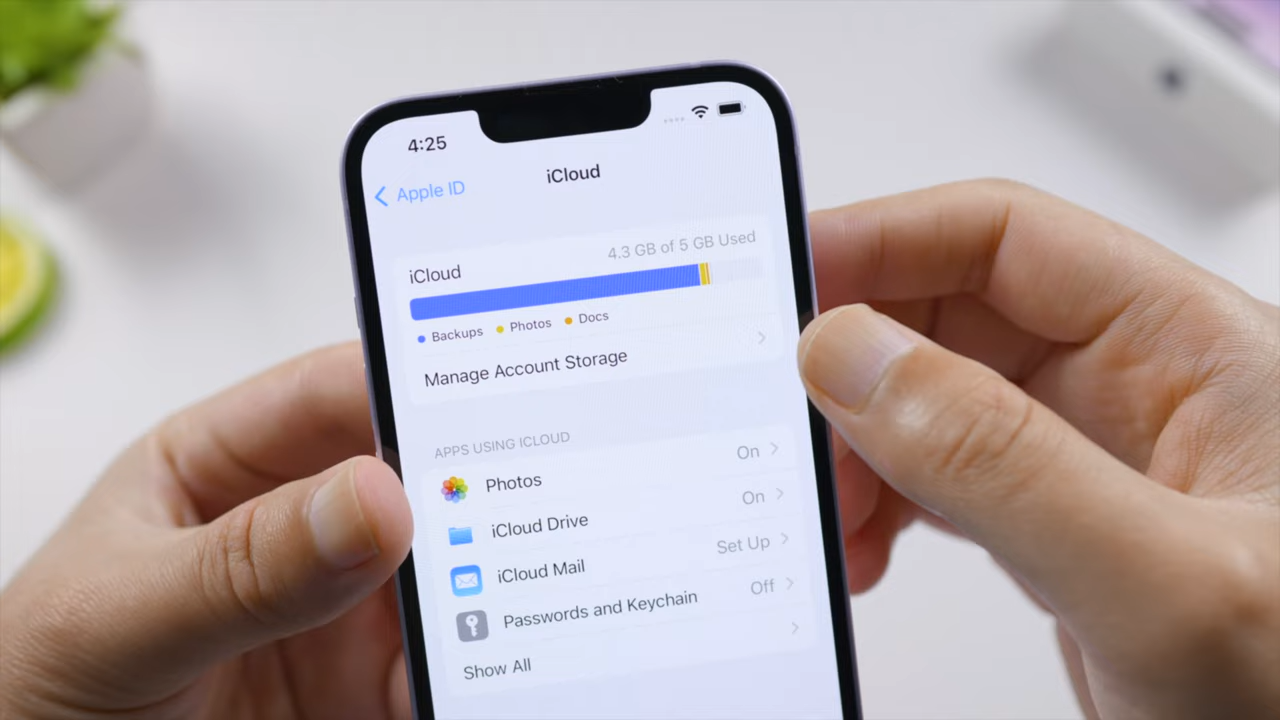 4:25
Apple ID
iCloud
iCloud
4.3 GB of 5 GB Used
Backups Photos Docs
Manage Account Storage
APPS USING ICLOUD
Photos On
iCloud Drive On
iCloud Mail Set Up
Passwords and Keychain Off
Show All